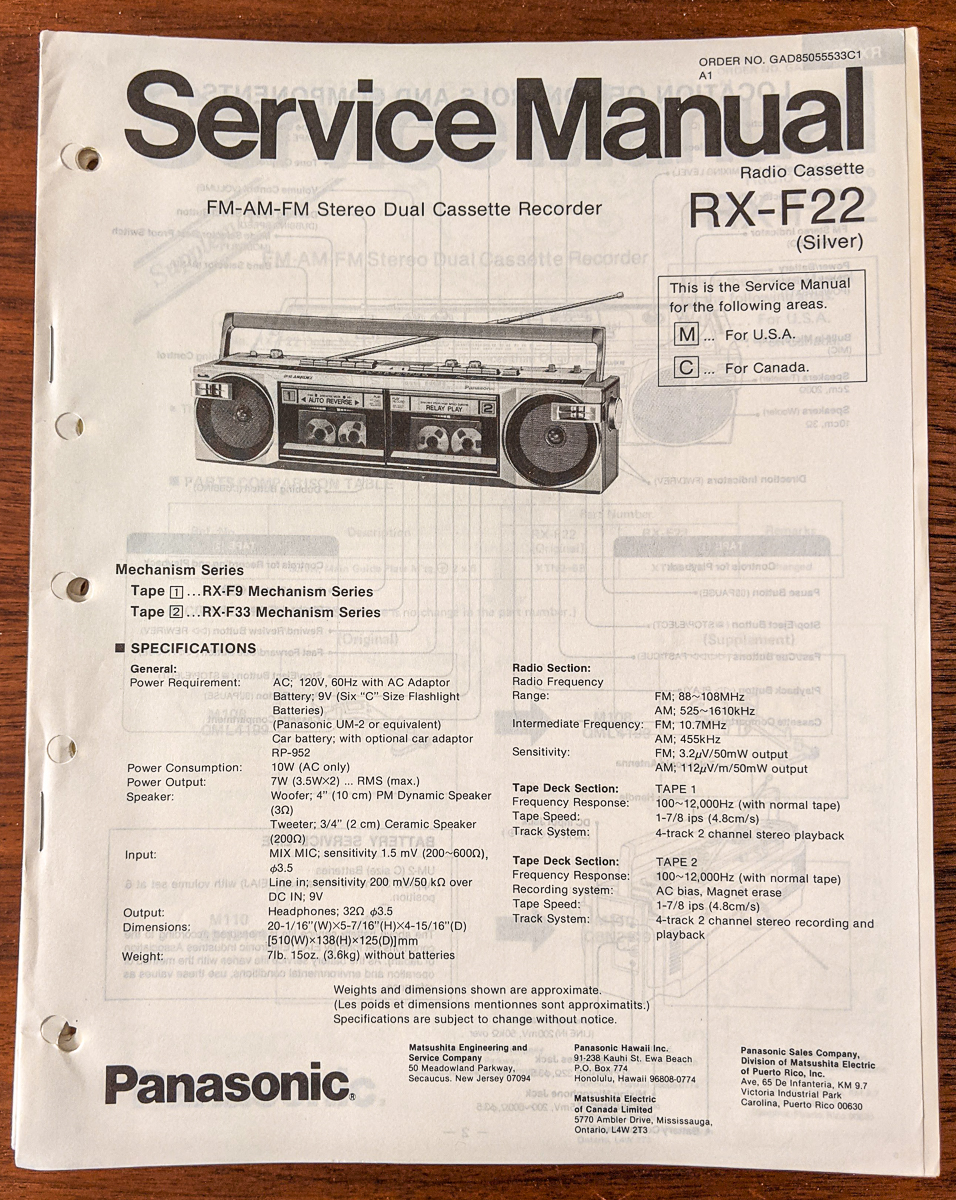 ORDER NO. GAD85055533C1
A1
Service Manual
Radio Cassette
FM-AM-FM Stereo Dual Cassette Recorder
RX-F22
(Silver)
This is the Service Manual
for the following areas.
M ... For U.S.A.
C ... For Canada.
Panasonic
1 ◀ AUTO REVERSE ▶
RELAY PLAY 2
Mechanism Series
Tape 1...RX-F9 Mechanism Series
Tape 2...RX-F33 Mechanism Series
■ SPECIFICATIONS
General:
Power Requirement: AC; 120V, 60Hz with AC Adaptor
Battery; 9V (Six "C" Size Flashlight
Batteries)
(Panasonic UM-2 or equivalent)
Car battery; with optional car adaptor
RP-952
Power Consumption: 10W (AC only)
Power Output: 7W (3.5W×2) ... RMS (max.)
Speaker: Woofer; 4" (10 cm) PM Dynamic Speaker
(3Ω)
Tweeter; 3/4" (2 cm) Ceramic Speaker
(200Ω)
Input: MIX MIC; sensitivity 1.5 mV (200~600Ω),
ϕ3.5
Line in; sensitivity 200 mV/50 kΩ over
DC IN; 9V
Output: Headphones; 32Ω ϕ3.5
Dimensions: 20-1/16"(W)×5-7/16"(H)×4-15/16"(D)
[510(W)×138(H)×125(D)]mm
Weight: 7lb. 15oz. (3.6kg) without batteries
Radio Section:
Radio Frequency
Range: FM; 88~108MHz
AM; 525~1610kHz
Intermediate Frequency: FM; 10.7MHz
AM; 455kHz
Sensitivity: FM; 3.2μV/50mW output
AM; 112μV/m/50mW output
Tape Deck Section: TAPE 1
Frequency Response: 100~12,000Hz (with normal tape)
Tape Speed: 1-7/8 ips (4.8cm/s)
Track System: 4-track 2 channel stereo playback
Tape Deck Section: TAPE 2
Frequency Response: 100~12,000Hz (with normal tape)
Recording system: AC bias, Magnet erase
Tape Speed: 1-7/8 ips (4.8cm/s)
Track System: 4-track 2 channel stereo recording and
playback
Weights and dimensions shown are approximate.
(Les poids et dimensions mentionnes sont approximatits.)
Specifications are subject to change without notice.
Panasonic®
Matsushita Engineering and
Service Company
50 Meadowland Parkway,
Secaucus. New Jersey 07094
Panasonic Hawaii Inc.
91-238 Kauhi St. Ewa Beach
P.O. Box 774
Honolulu, Hawaii 96808-0774
Matsushita Electric
of Canada Limited
5770 Ambler Drive, Mississauga,
Ontario, L4W 2T3
Panasonic Sales Company,
Division of Matsushita Electric
of Puerto Rico, Inc.
Ave, 65 De Infanteria, KM 9.7
Victoria Industrial Park
Carolina, Puerto Rico 00630